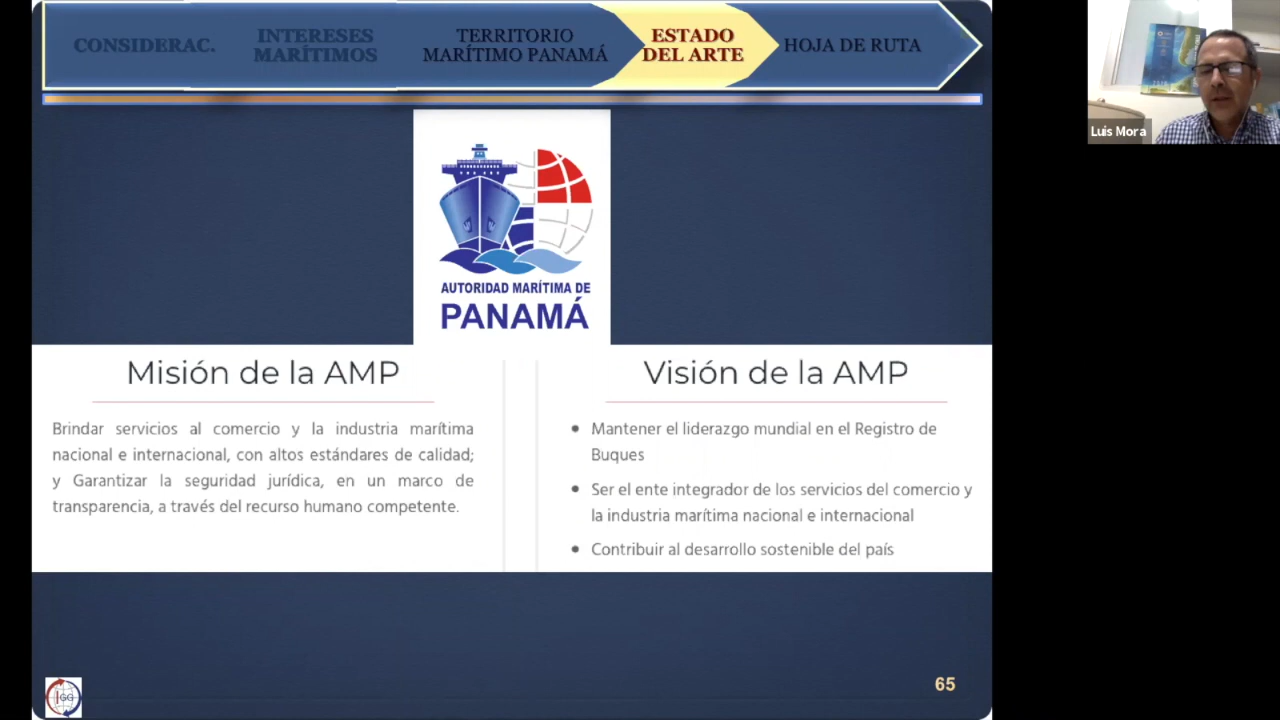 CONSIDERAC.
INTERESES
MARÍTIMOS
TERRITORIO
MARÍTIMO PANAMÁ
ESTADO
DEL ARTE
HOJA DE RUTA
Luis Mora
AUTORIDAD MARÍTIMA DE
PANAMÁ
Misión de la AMP
Brindar servicios al comercio y la industria marítima
nacional e internacional, con altos estándares de calidad;
y Garantizar la seguridad jurídica, en un marco de
transparencia, a través del recurso humano competente.
Visión de la AMP
• Mantener el liderazgo mundial en el Registro de
Buques
• Ser el ente integrador de los servicios del comercio y
la industria marítima nacional e internacional
• Contribuir al desarrollo sostenible del país
IGG
65